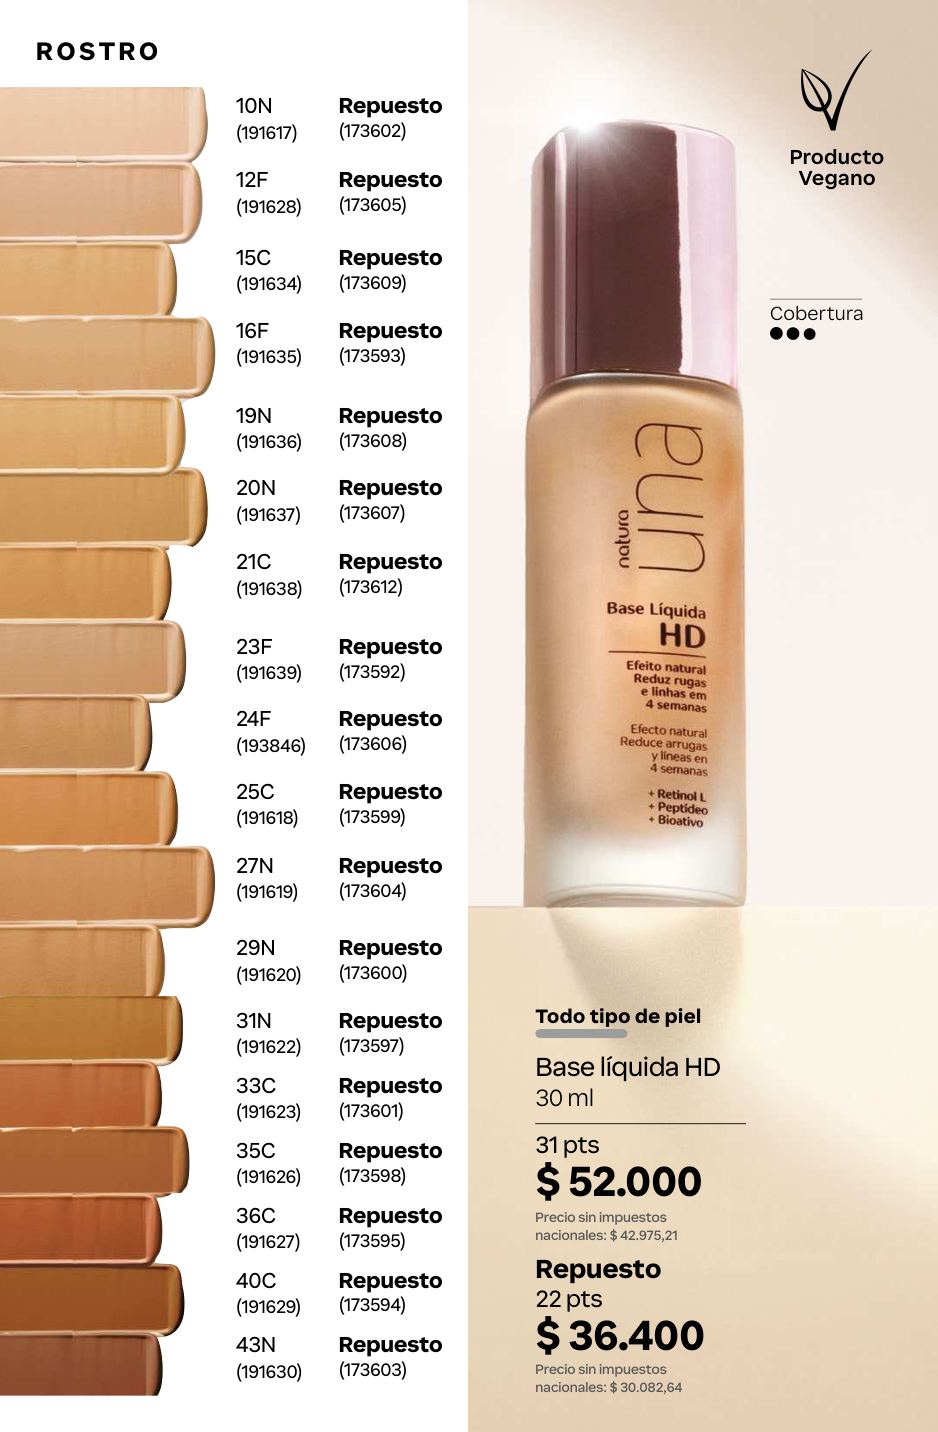 ROSTRO
10N
(191617)
Repuesto
(173602)
12F
(191628)
Repuesto
(173605)
15C
(191634)
Repuesto
(173609)
16F
(191635)
Repuesto
(173593)
19N
(191636)
Repuesto
(173608)
20N
(191637)
Repuesto
(173607)
21C
(191638)
Repuesto
(173612)
23F
(191639)
Repuesto
(173592)
24F
(193846)
Repuesto
(173606)
25C
(191618)
Repuesto
(173599)
27N
(191619)
Repuesto
(173604)
29N
(191620)
Repuesto
(173600)
31N
(191622)
Repuesto
(173597)
33C
(191623)
Repuesto
(173601)
35C
(191626)
Repuesto
(173598)
36C
(191627)
Repuesto
(173595)
40C
(191629)
Repuesto
(173594)
43N
(191630)
Repuesto
(173603)
Producto
Vegano
Cobertura
natura
una
Base Líquida
HD
Efeito natural
Reduz rugas
e linhas em
4 semanas
Efecto natural
Reduce arrugas
y líneas en
4 semanas
+ Retinol L
+ Peptídeo
+ Bioativo
Todo tipo de piel
Base líquida HD
30 ml
31 pts
$ 52.000
Precio sin impuestos
nacionales: $ 42.975,21
Repuesto
22 pts
$ 36.400
Precio sin impuestos
nacionales: $ 30.082,64